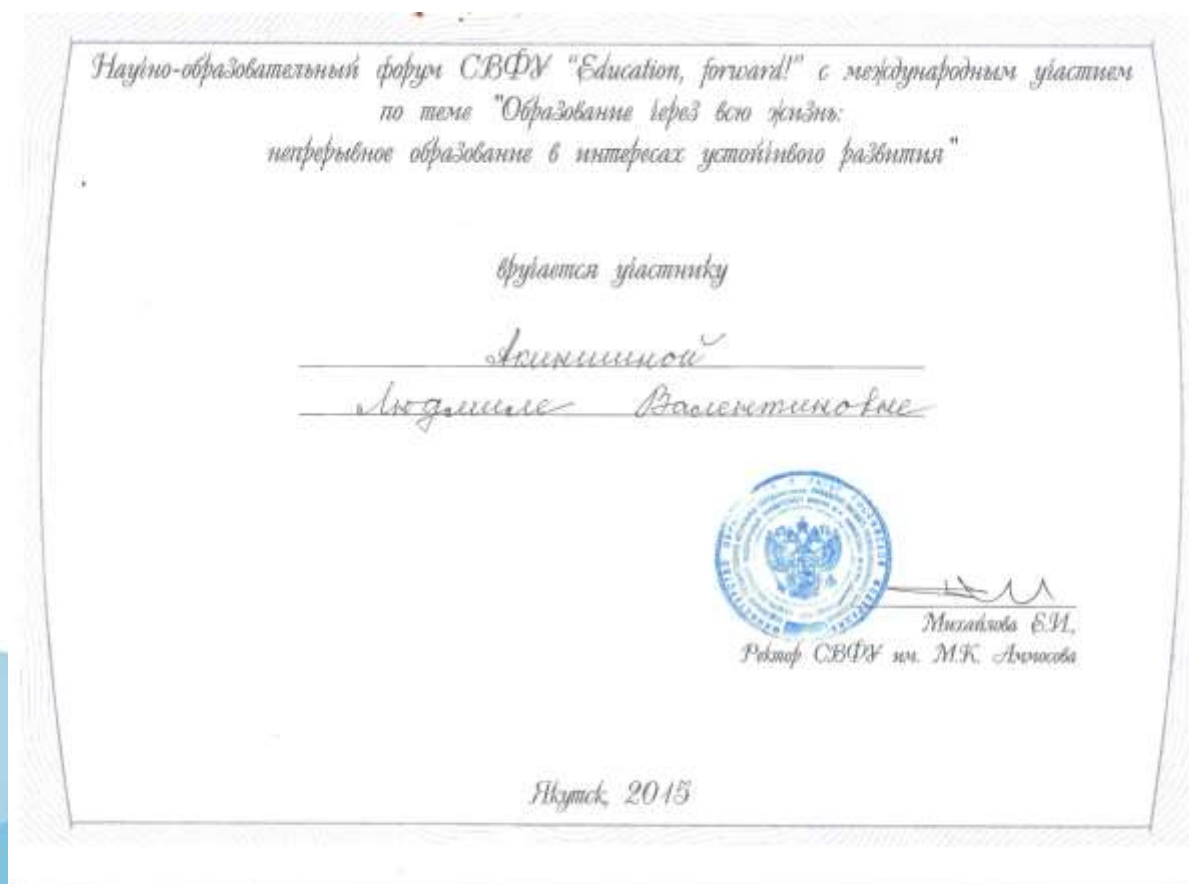 Научно-образовательный форум СВФУ "Education, forward!" с международным участием
по теме "Образование через всю жизнь:
непрерывное образование в интересах устойчивого развития"
вручается участнику
Акинишиной
Людмиле Валентиновне
Михайлова Е.И.,
Ректор СВФУ им. М.К. Аммосова
Якутск, 2015